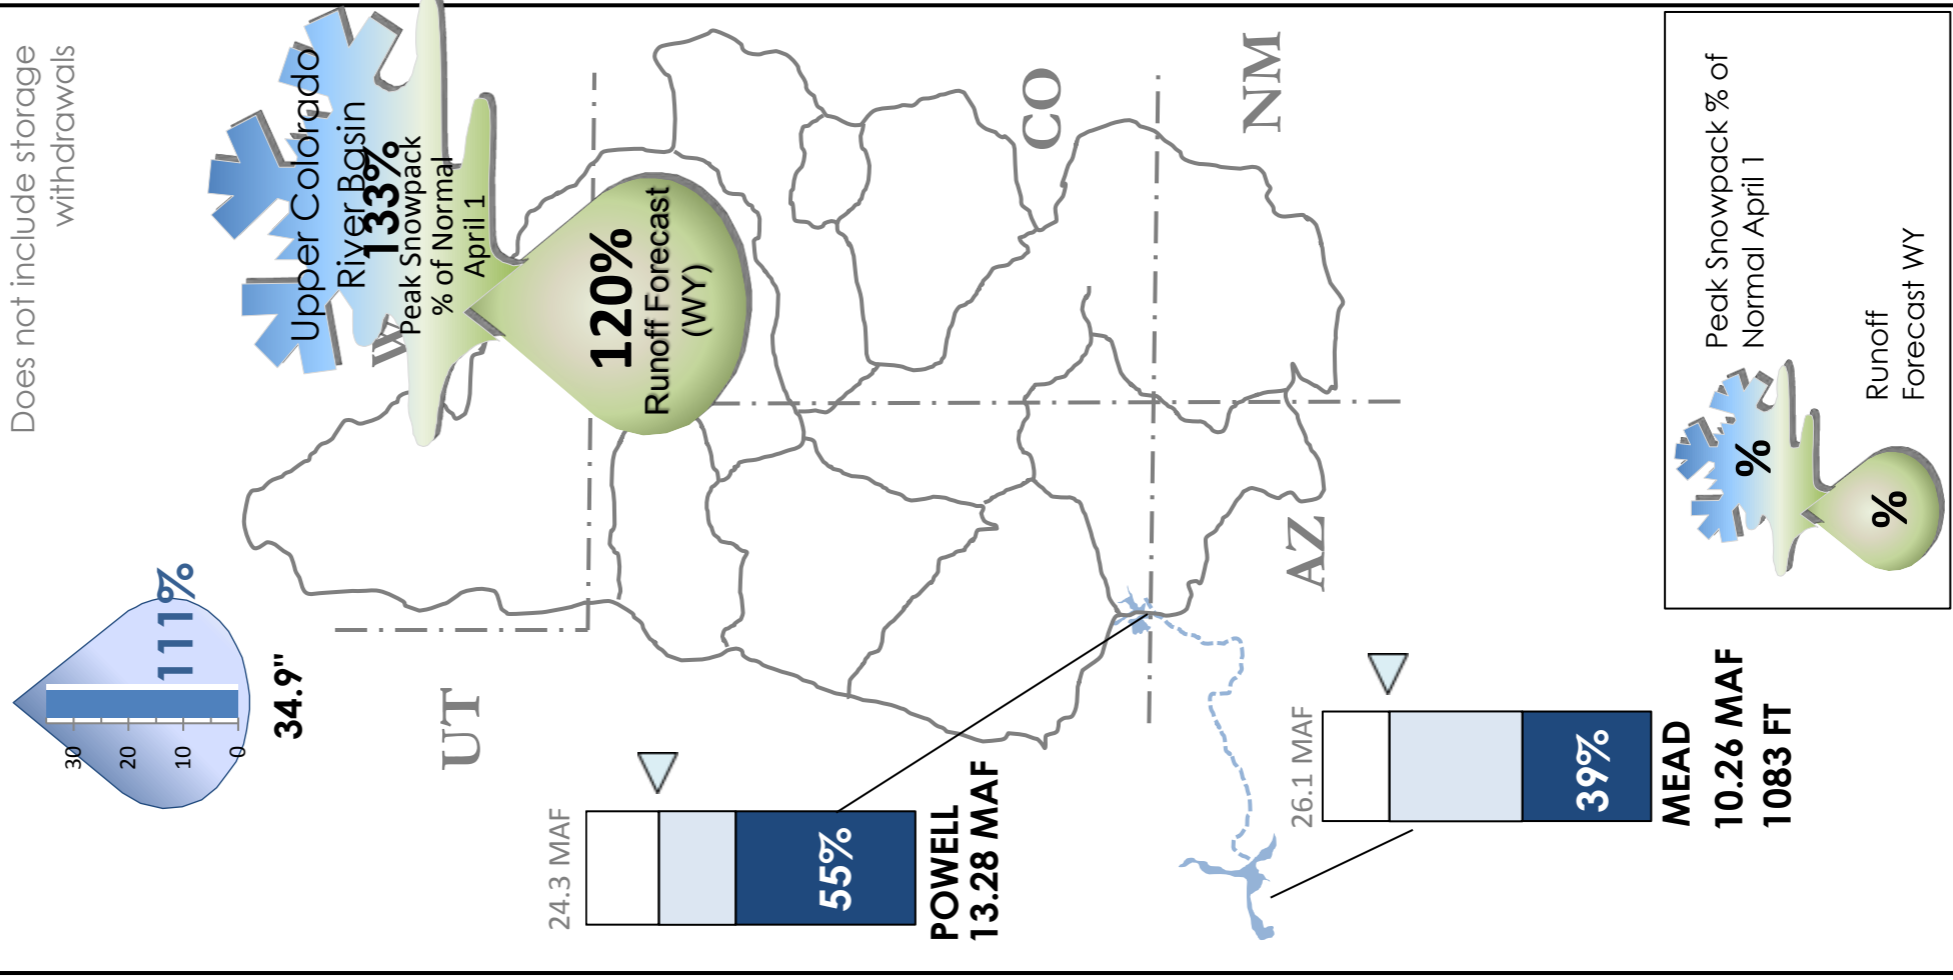 Does not include storage
withdrawals
Upper Colorado
River Basin
133%
Peak Snowpack
% of Normal
April 1
120%
Runoff Forecast
(WY)
111%
30
20
10
0
34.9"
UT
CO
NM
AZ
W
24.3 MAF
55%
POWELL
13.28 MAF
26.1 MAF
39%
MEAD
10.26 MAF
1083 FT
%
Peak Snowpack % of
Normal April 1
%
Runoff
Forecast WY